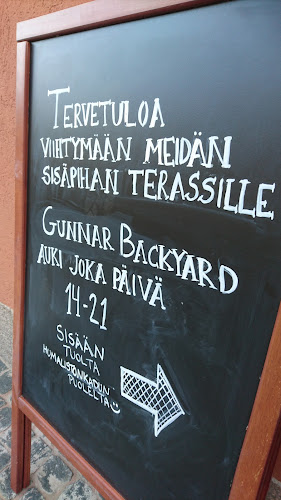 TERVETULOA
VIIHTYMÄÄN MEIDÄN
SISÄPIHAN TERASSILLE
GUNNAR BACKYARD
AUKI JOKA PÄIVÄ
14-21
SISÄÄN
TUOLTA
HUMALISTONKADUN
PUOLELTA